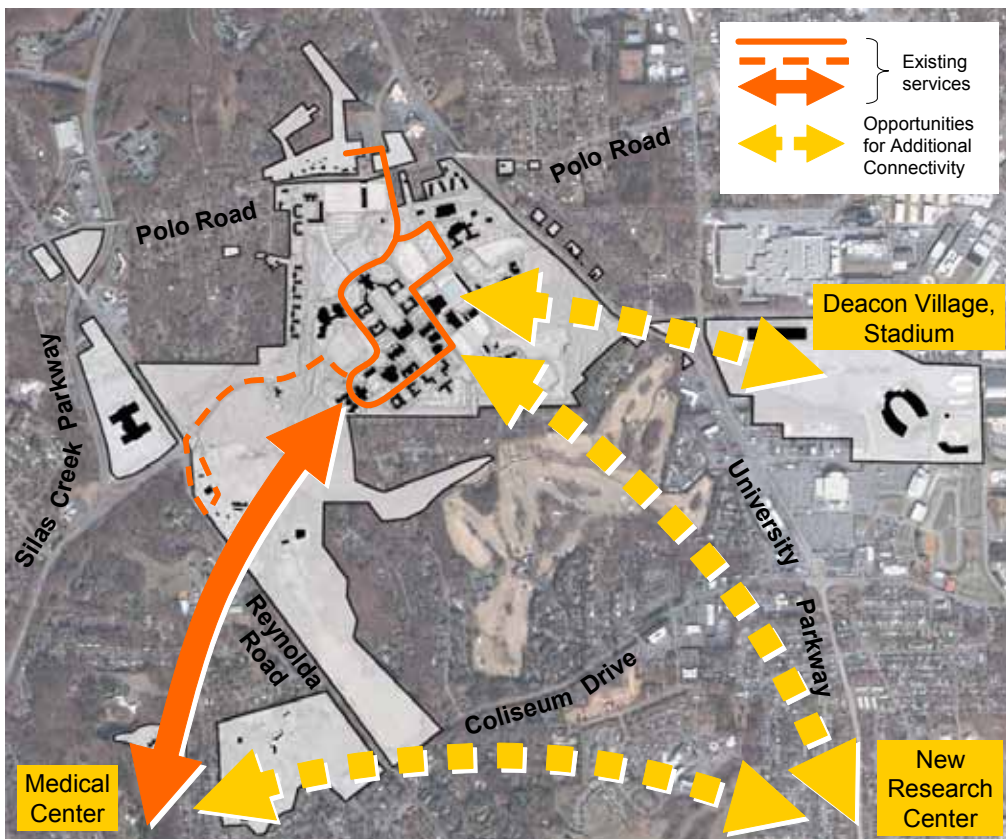 Existing
services
Opportunities
for Additional
Connectivity
Polo Road
Polo Road
Deacon Village,
Stadium
Silas Creek Parkway
University
Parkway
Reynolda
Road
Coliseum Drive
Medical
Center
New
Research
Center